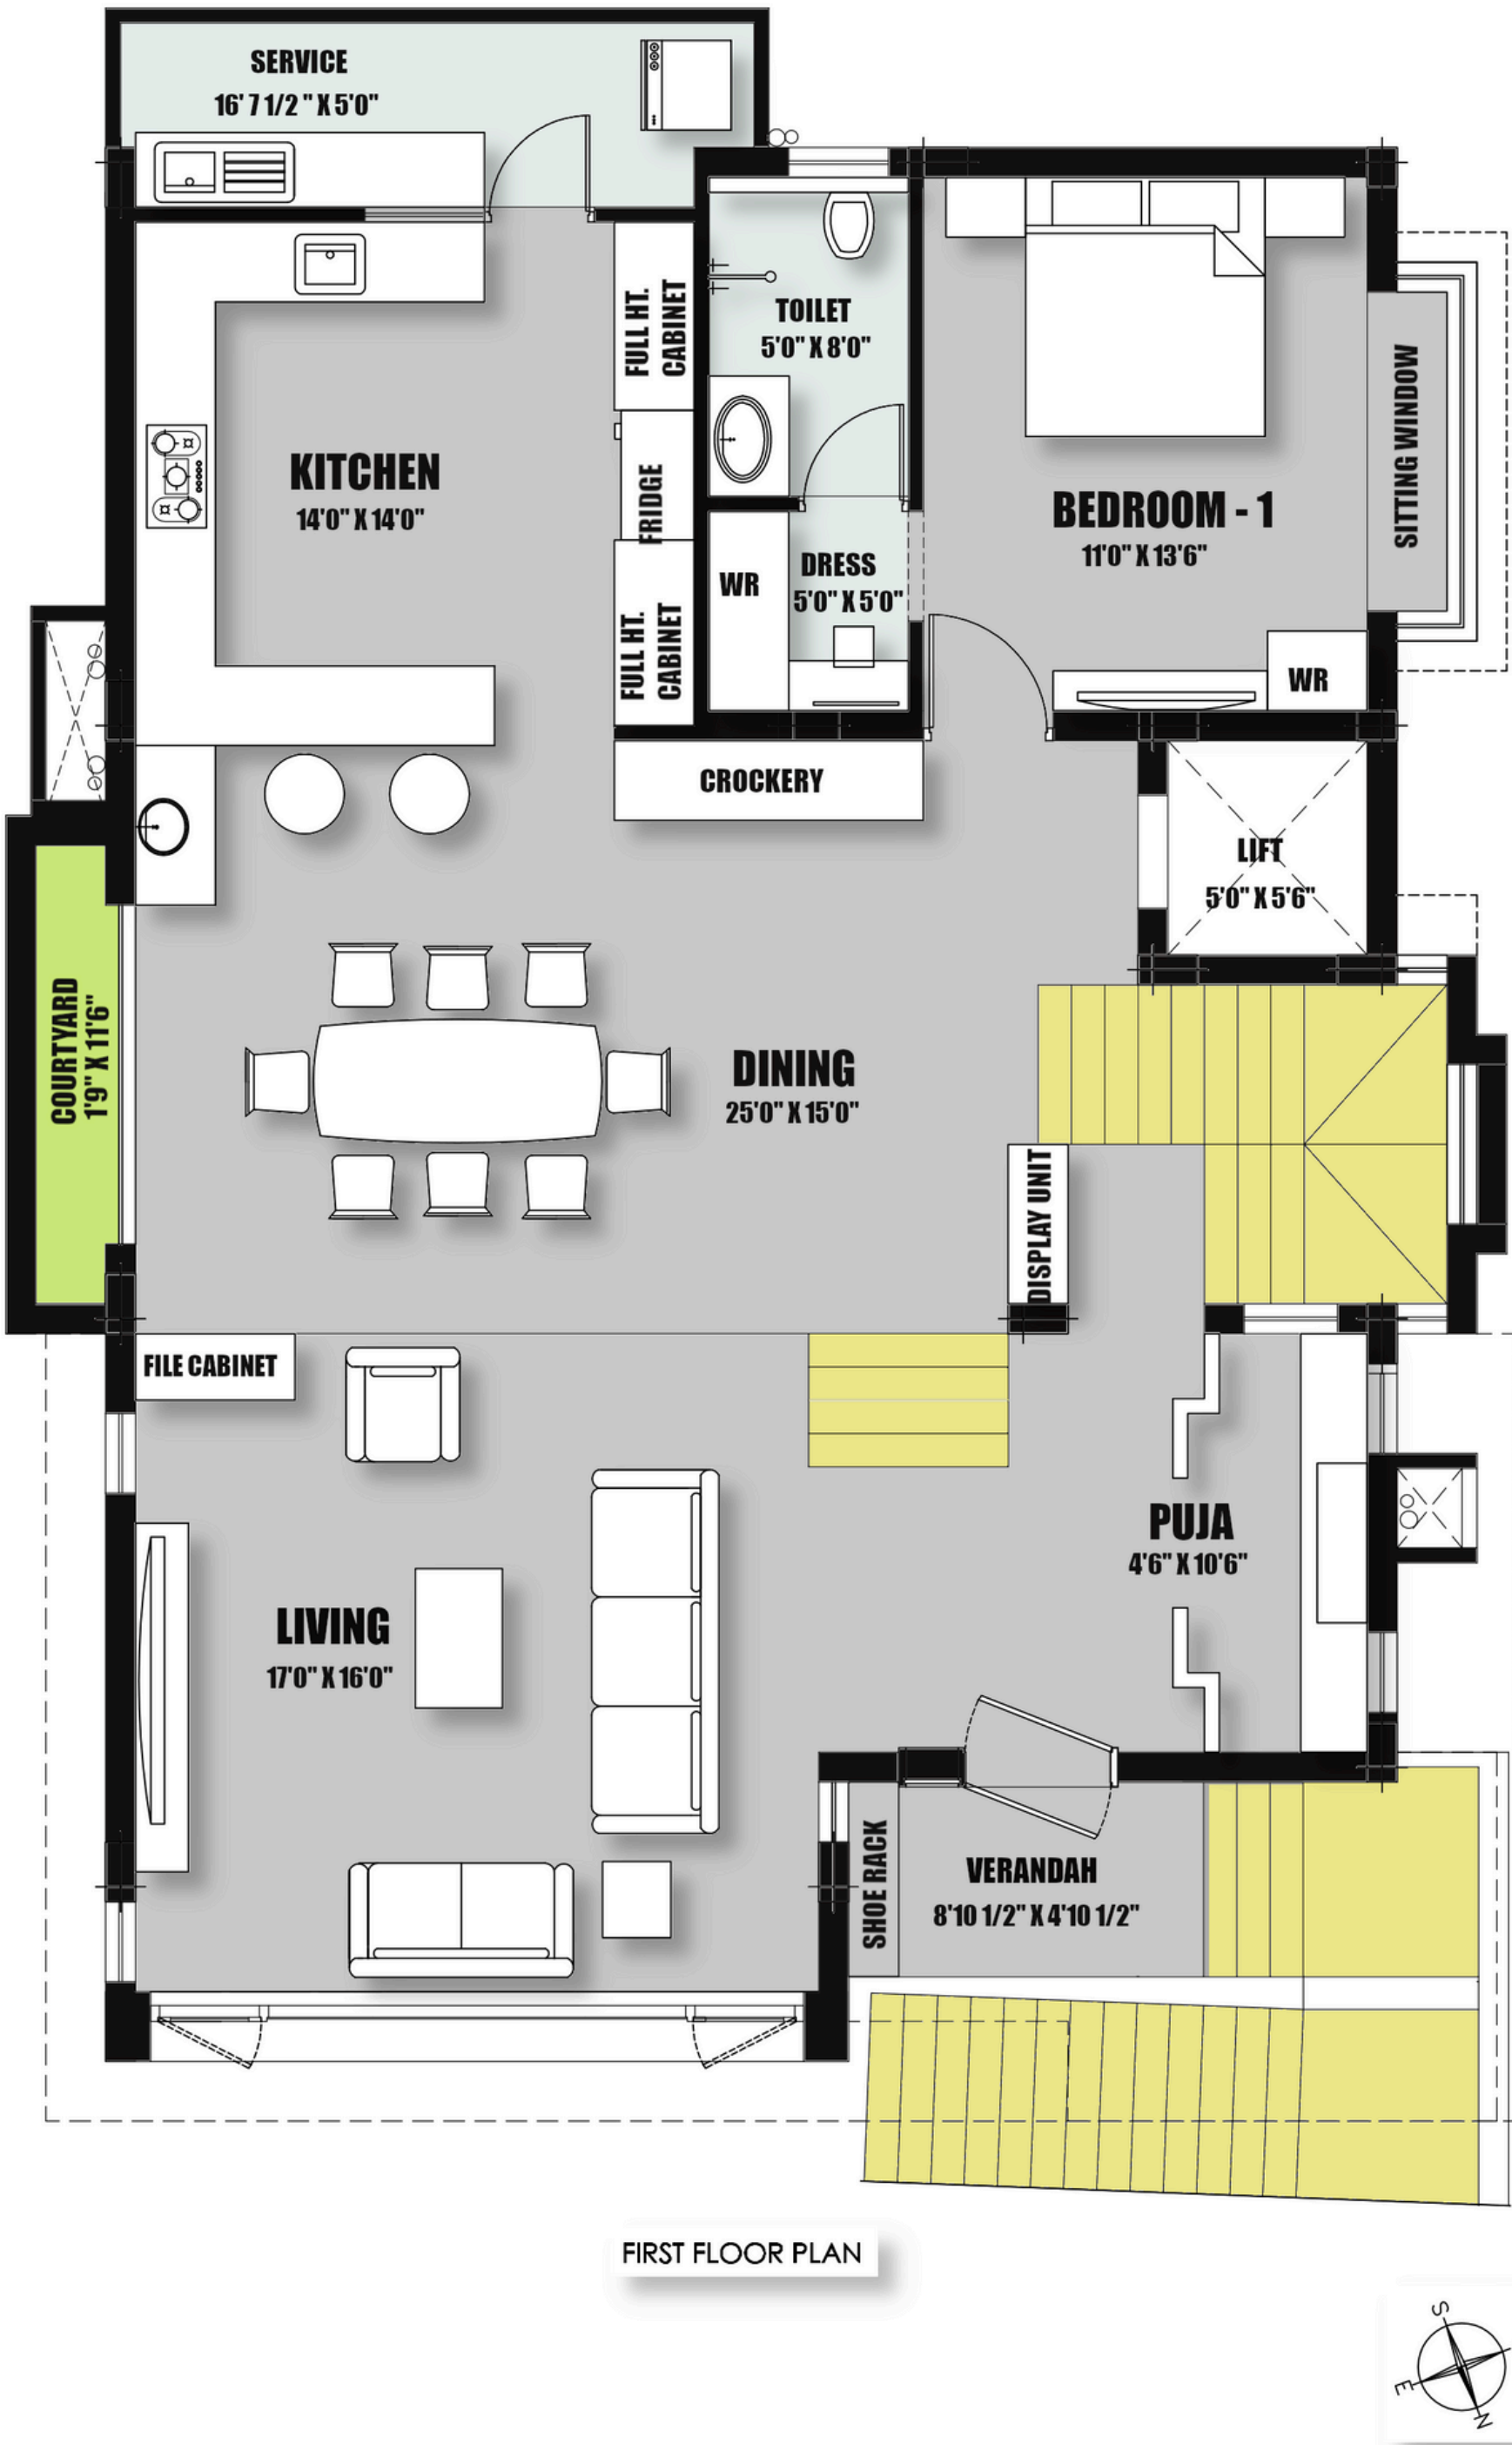 SERVICE
16' 7 1/2 " X 5'0"
FULL HT.
CABINET
TOILET
5'0" X 8'0"
KITCHEN
14'0" X 14'0"
FRIDGE
SITTING WINDOW
BEDROOM - 1
11'0" X 13'6"
WR
DRESS
5'0" X 5'0"
FULL HT.
CABINET
WR
CROCKERY
LIFT
5'0" X 5'6"
COURTYARD
1'9" X 11'6"
DINING
25'0" X 15'0"
DISPLAY UNIT
FILE CABINET
PUJA
4'6" X 10'6"
LIVING
17'0" X 16'0"
SHOE RACK
VERANDAH
8'10 1/2" X 4'10 1/2"
FIRST FLOOR PLAN
S
E
N